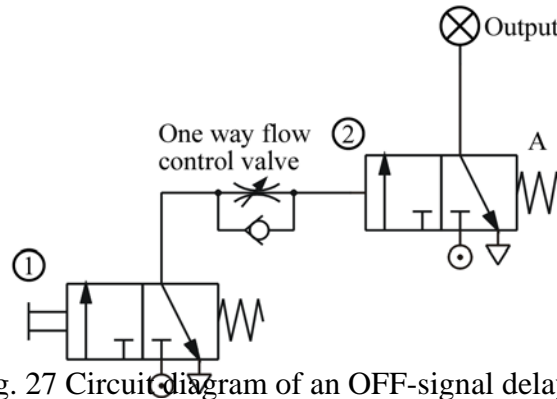 Output
One way flow
control valve
2
A
1
g. 27 Circuit diagram of an OFF-signal delay